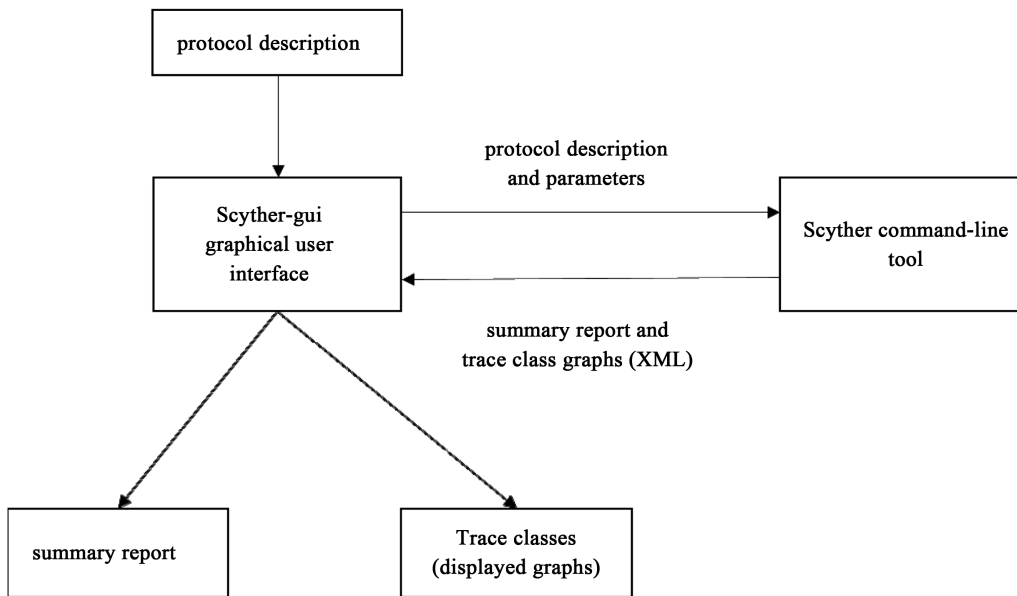 protocol description
protocol description
and parameters
Scyther-gui
graphical user
interface
Scyther command-line
tool
summary report and
trace class graphs (XML)
summary report
Trace classes
(displayed graphs)